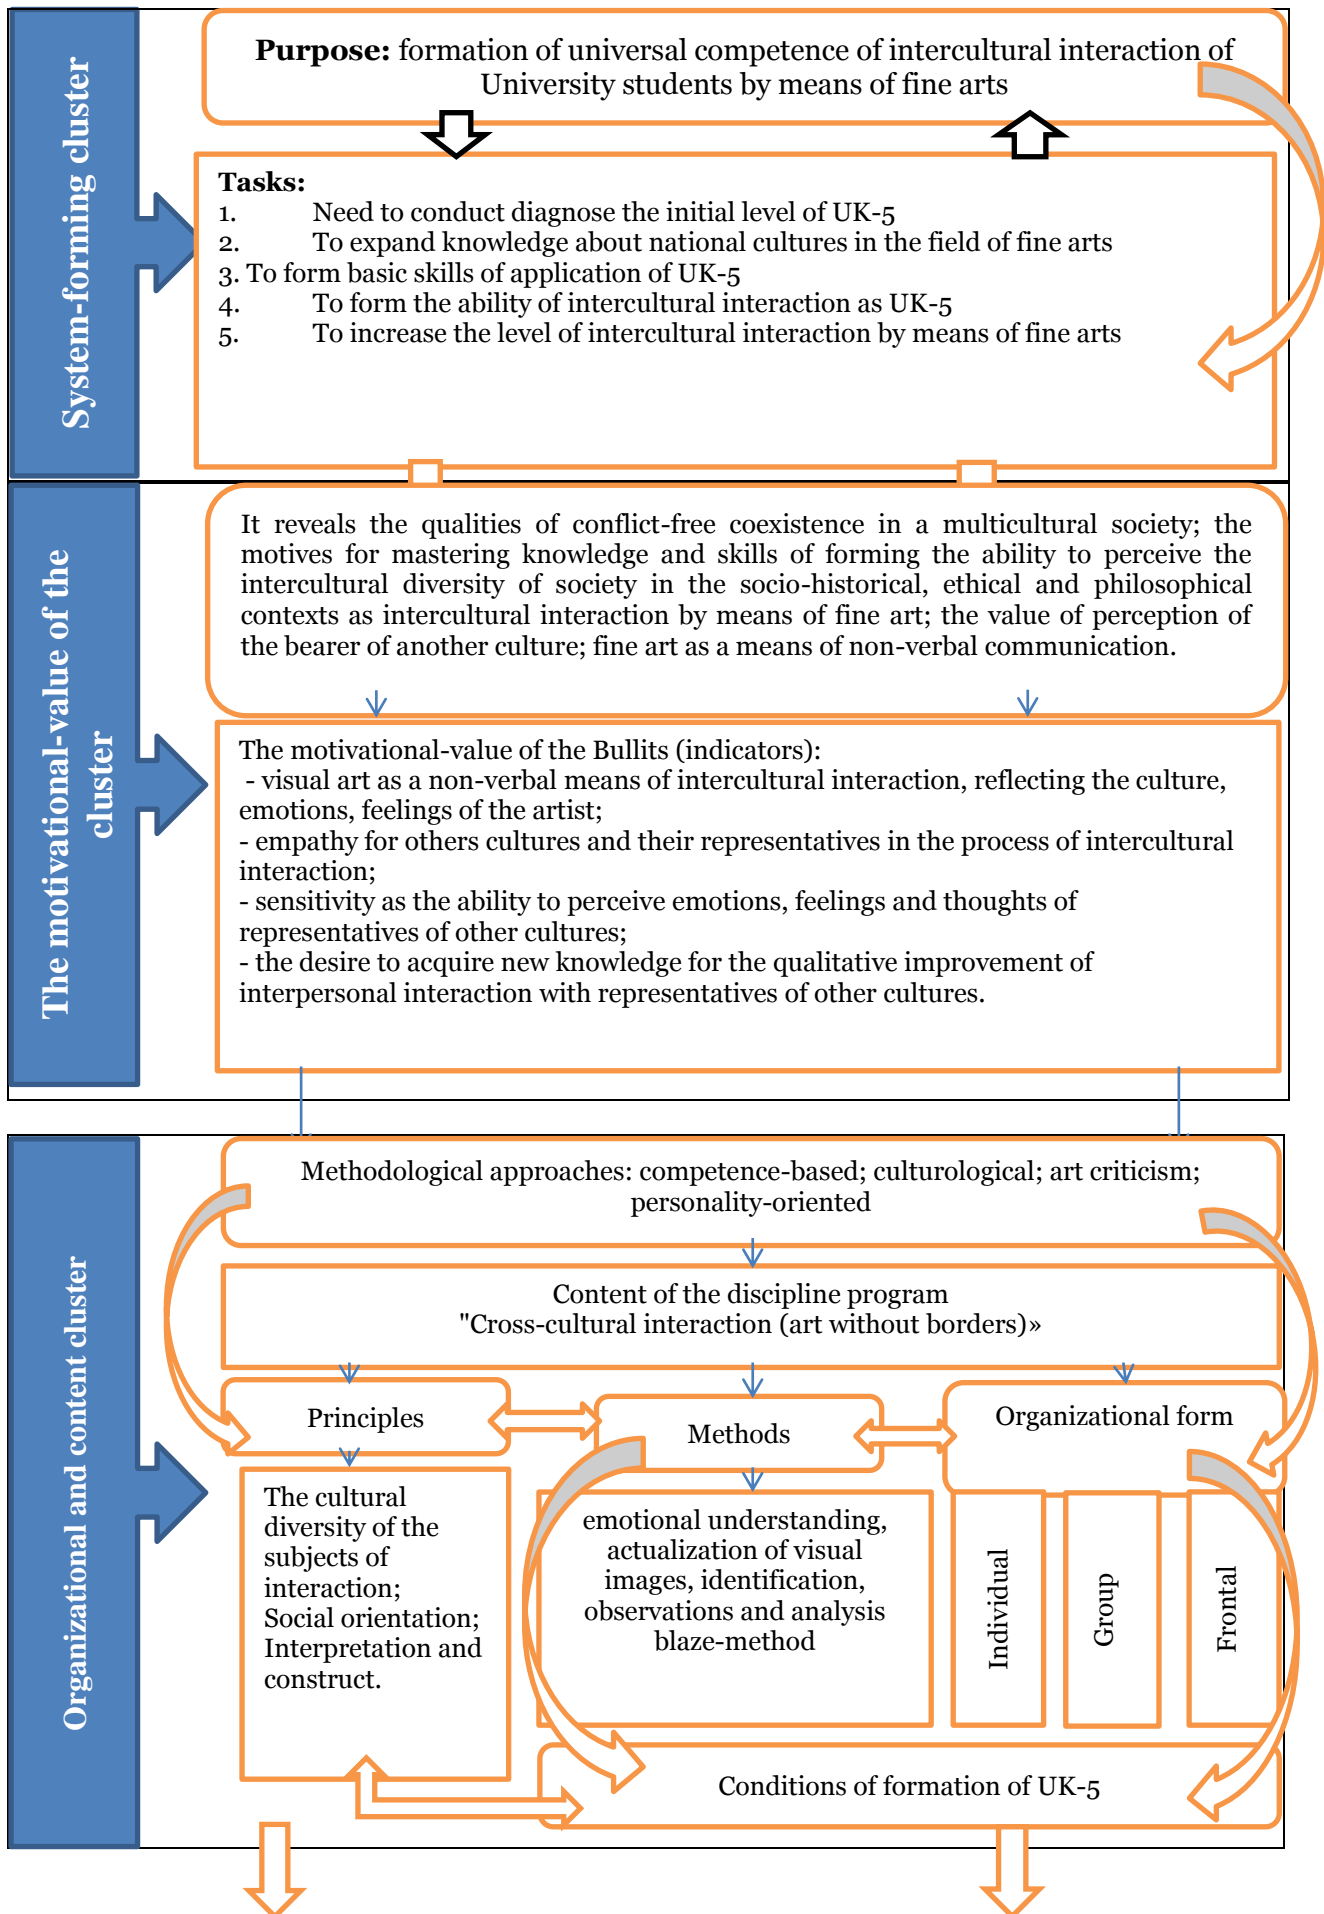 System-forming cluster
Purpose: formation of universal competence of intercultural interaction of
University students by means of fine arts
Tasks:
1. Need to conduct diagnose the initial level of UK-5
2. To expand knowledge about national cultures in the field of fine arts
3. To form basic skills of application of UK-5
4. To form the ability of intercultural interaction as UK-5
5. To increase the level of intercultural interaction by means of fine arts
The motivational-value of the
cluster
It reveals the qualities of conflict-free coexistence in a multicultural society; the
motives for mastering knowledge and skills of forming the ability to perceive the
intercultural diversity of society in the socio-historical, ethical and philosophical
contexts as intercultural interaction by means of fine art; the value of perception of
the bearer of another culture; fine art as a means of non-verbal communication.
The motivational-value of the Bullits (indicators):
- visual art as a non-verbal means of intercultural interaction, reflecting the culture,
emotions, feelings of the artist;
- empathy for others cultures and their representatives in the process of intercultural
interaction;
- sensitivity as the ability to perceive emotions, feelings and thoughts of
representatives of other cultures;
- the desire to acquire new knowledge for the qualitative improvement of
interpersonal interaction with representatives of other cultures.
Organizational and content cluster
Methodological approaches: competence-based; culturological; art criticism;
personality-oriented
Content of the discipline program
"Cross-cultural interaction (art without borders)»
Principles
Methods
Organizational form
The cultural
diversity of the
subjects of
interaction;
Social orientation;
Interpretation and
construct.
emotional understanding,
actualization of visual
images, identification,
observations and analysis
blaze-method
Individual
Group
Frontal
Conditions of formation of UK-5